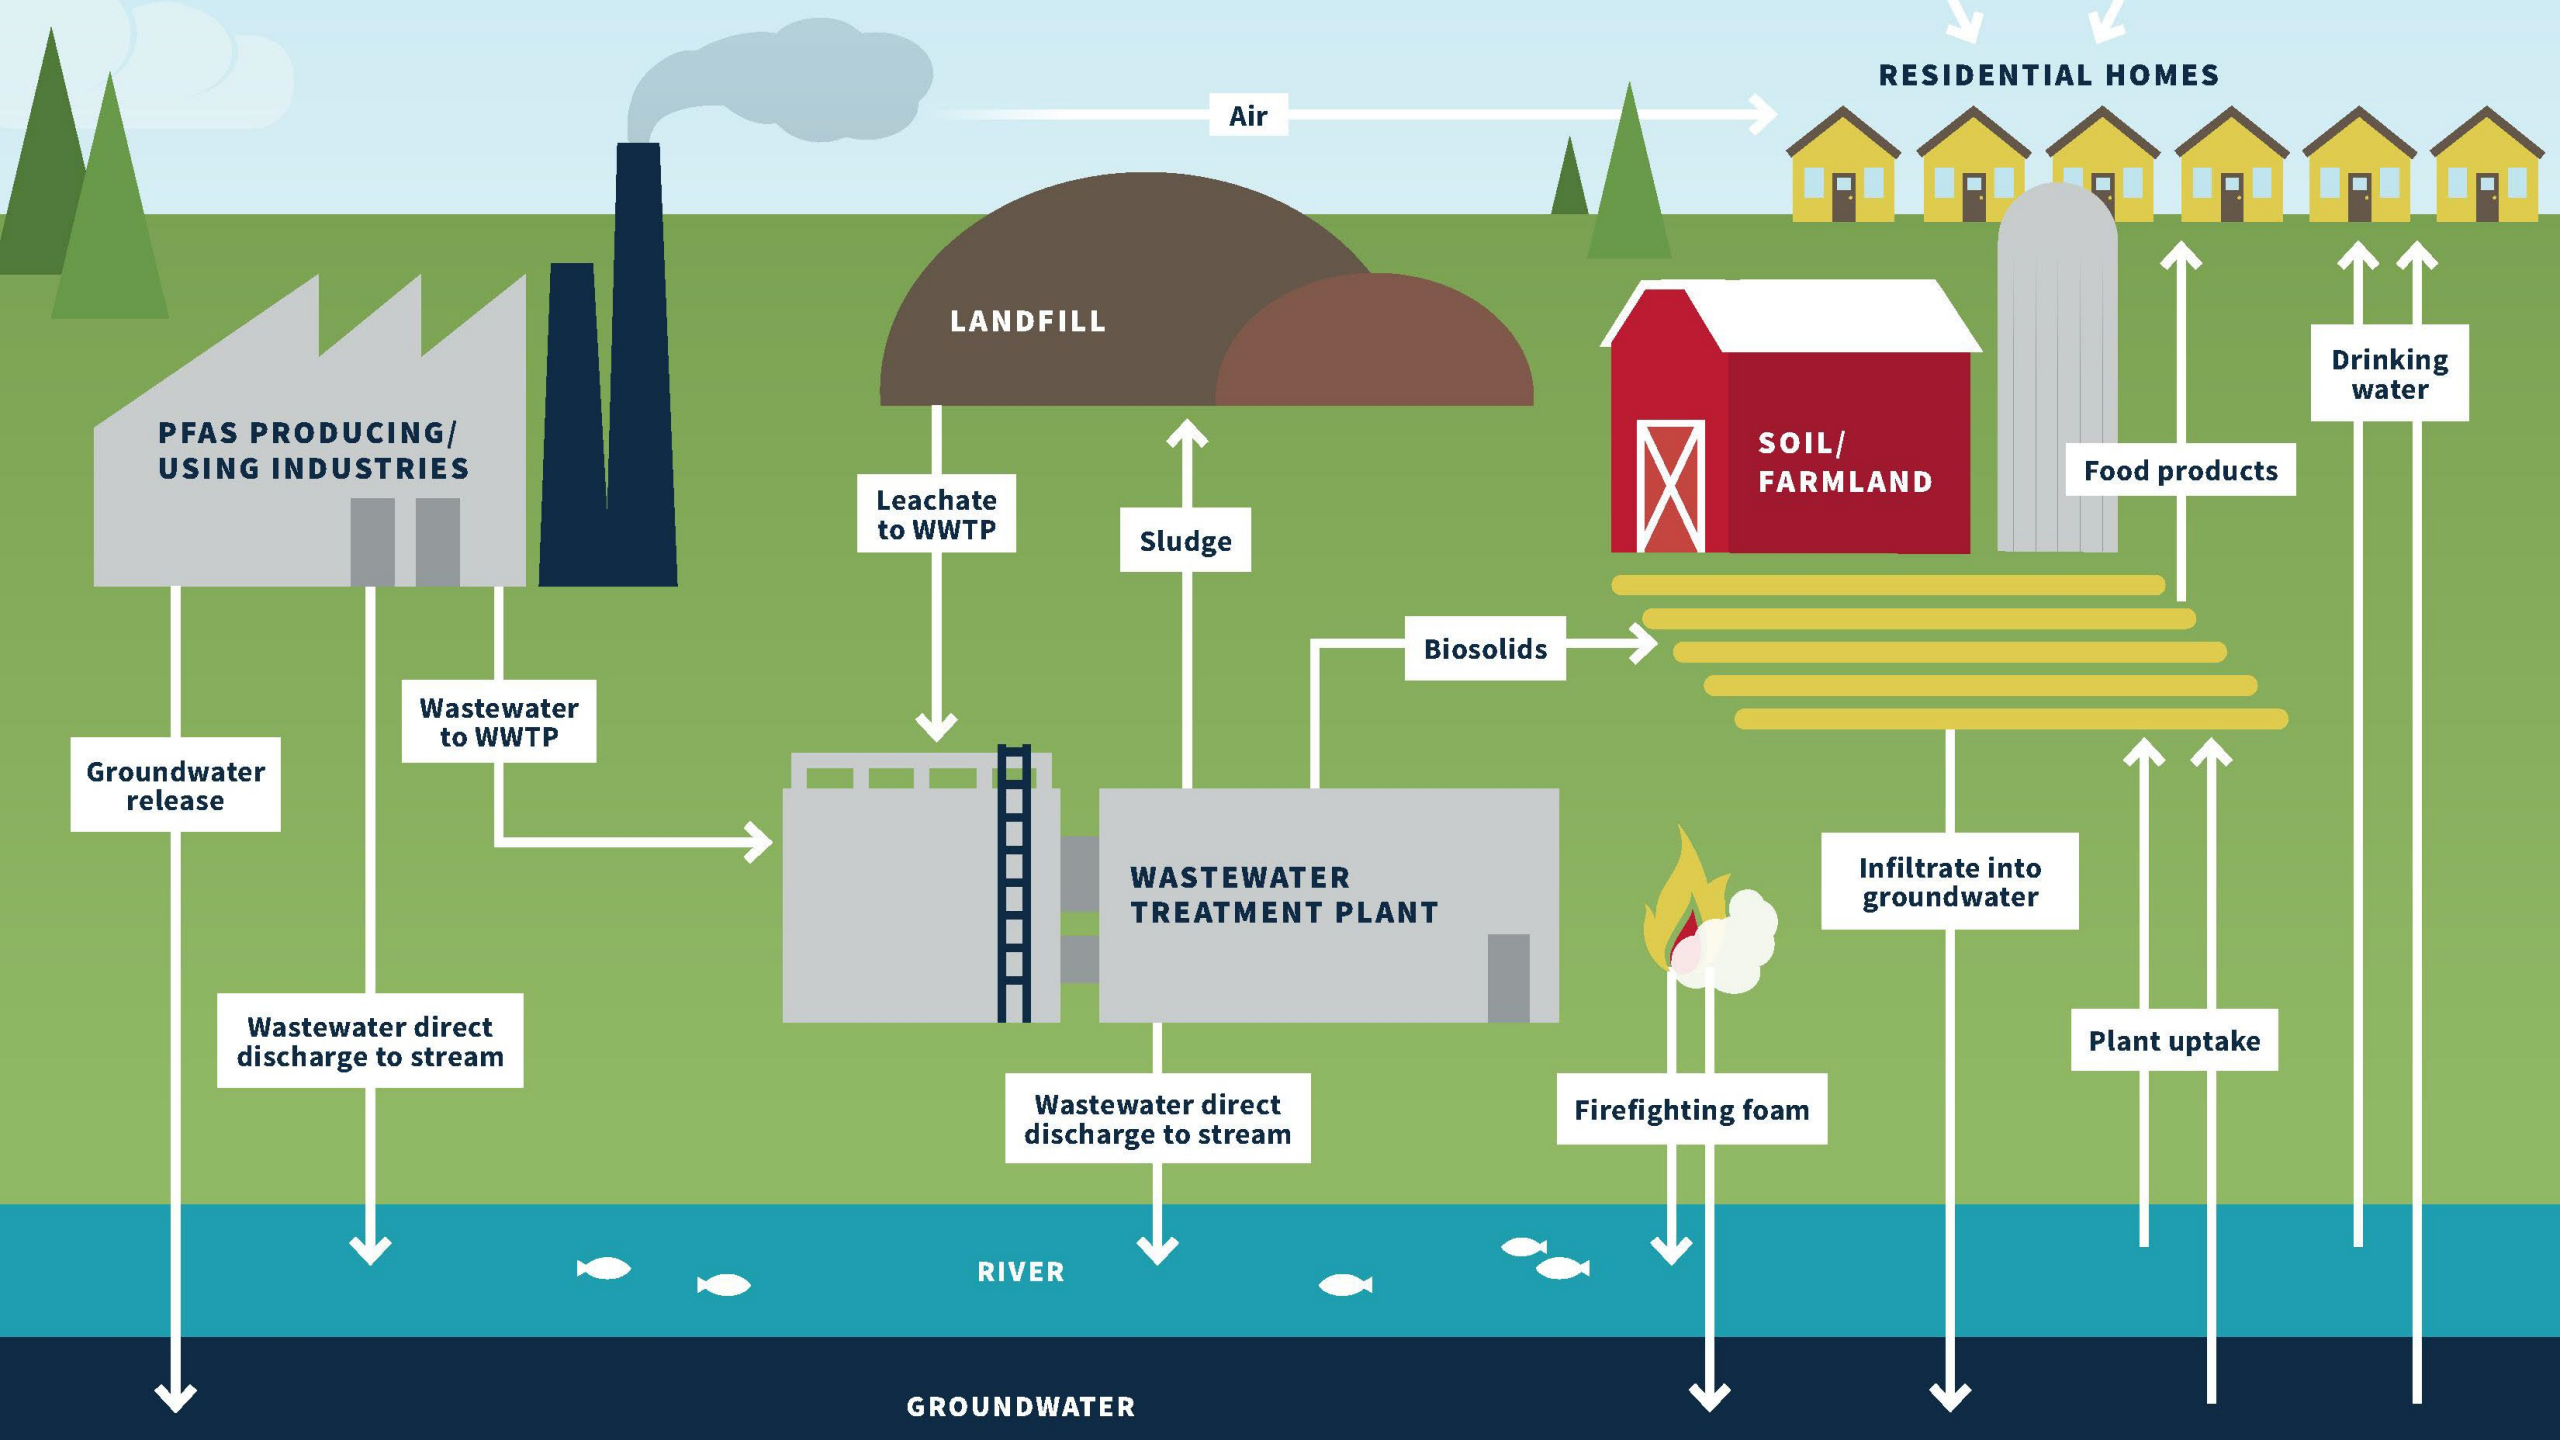 RESIDENTIAL HOMES
Air
LANDFILL
PFAS PRODUCING/
USING INDUSTRIES
SOIL/
FARMLAND
Drinking
water
Food products
Leachate
to WWTP
Sludge
Biosolids
Wastewater
to WWTP
Groundwater
release
WASTEWATER
TREATMENT PLANT
Infiltrate into
groundwater
Wastewater direct
discharge to stream
Plant uptake
Wastewater direct
discharge to stream
Firefighting foam
RIVER
GROUNDWATER